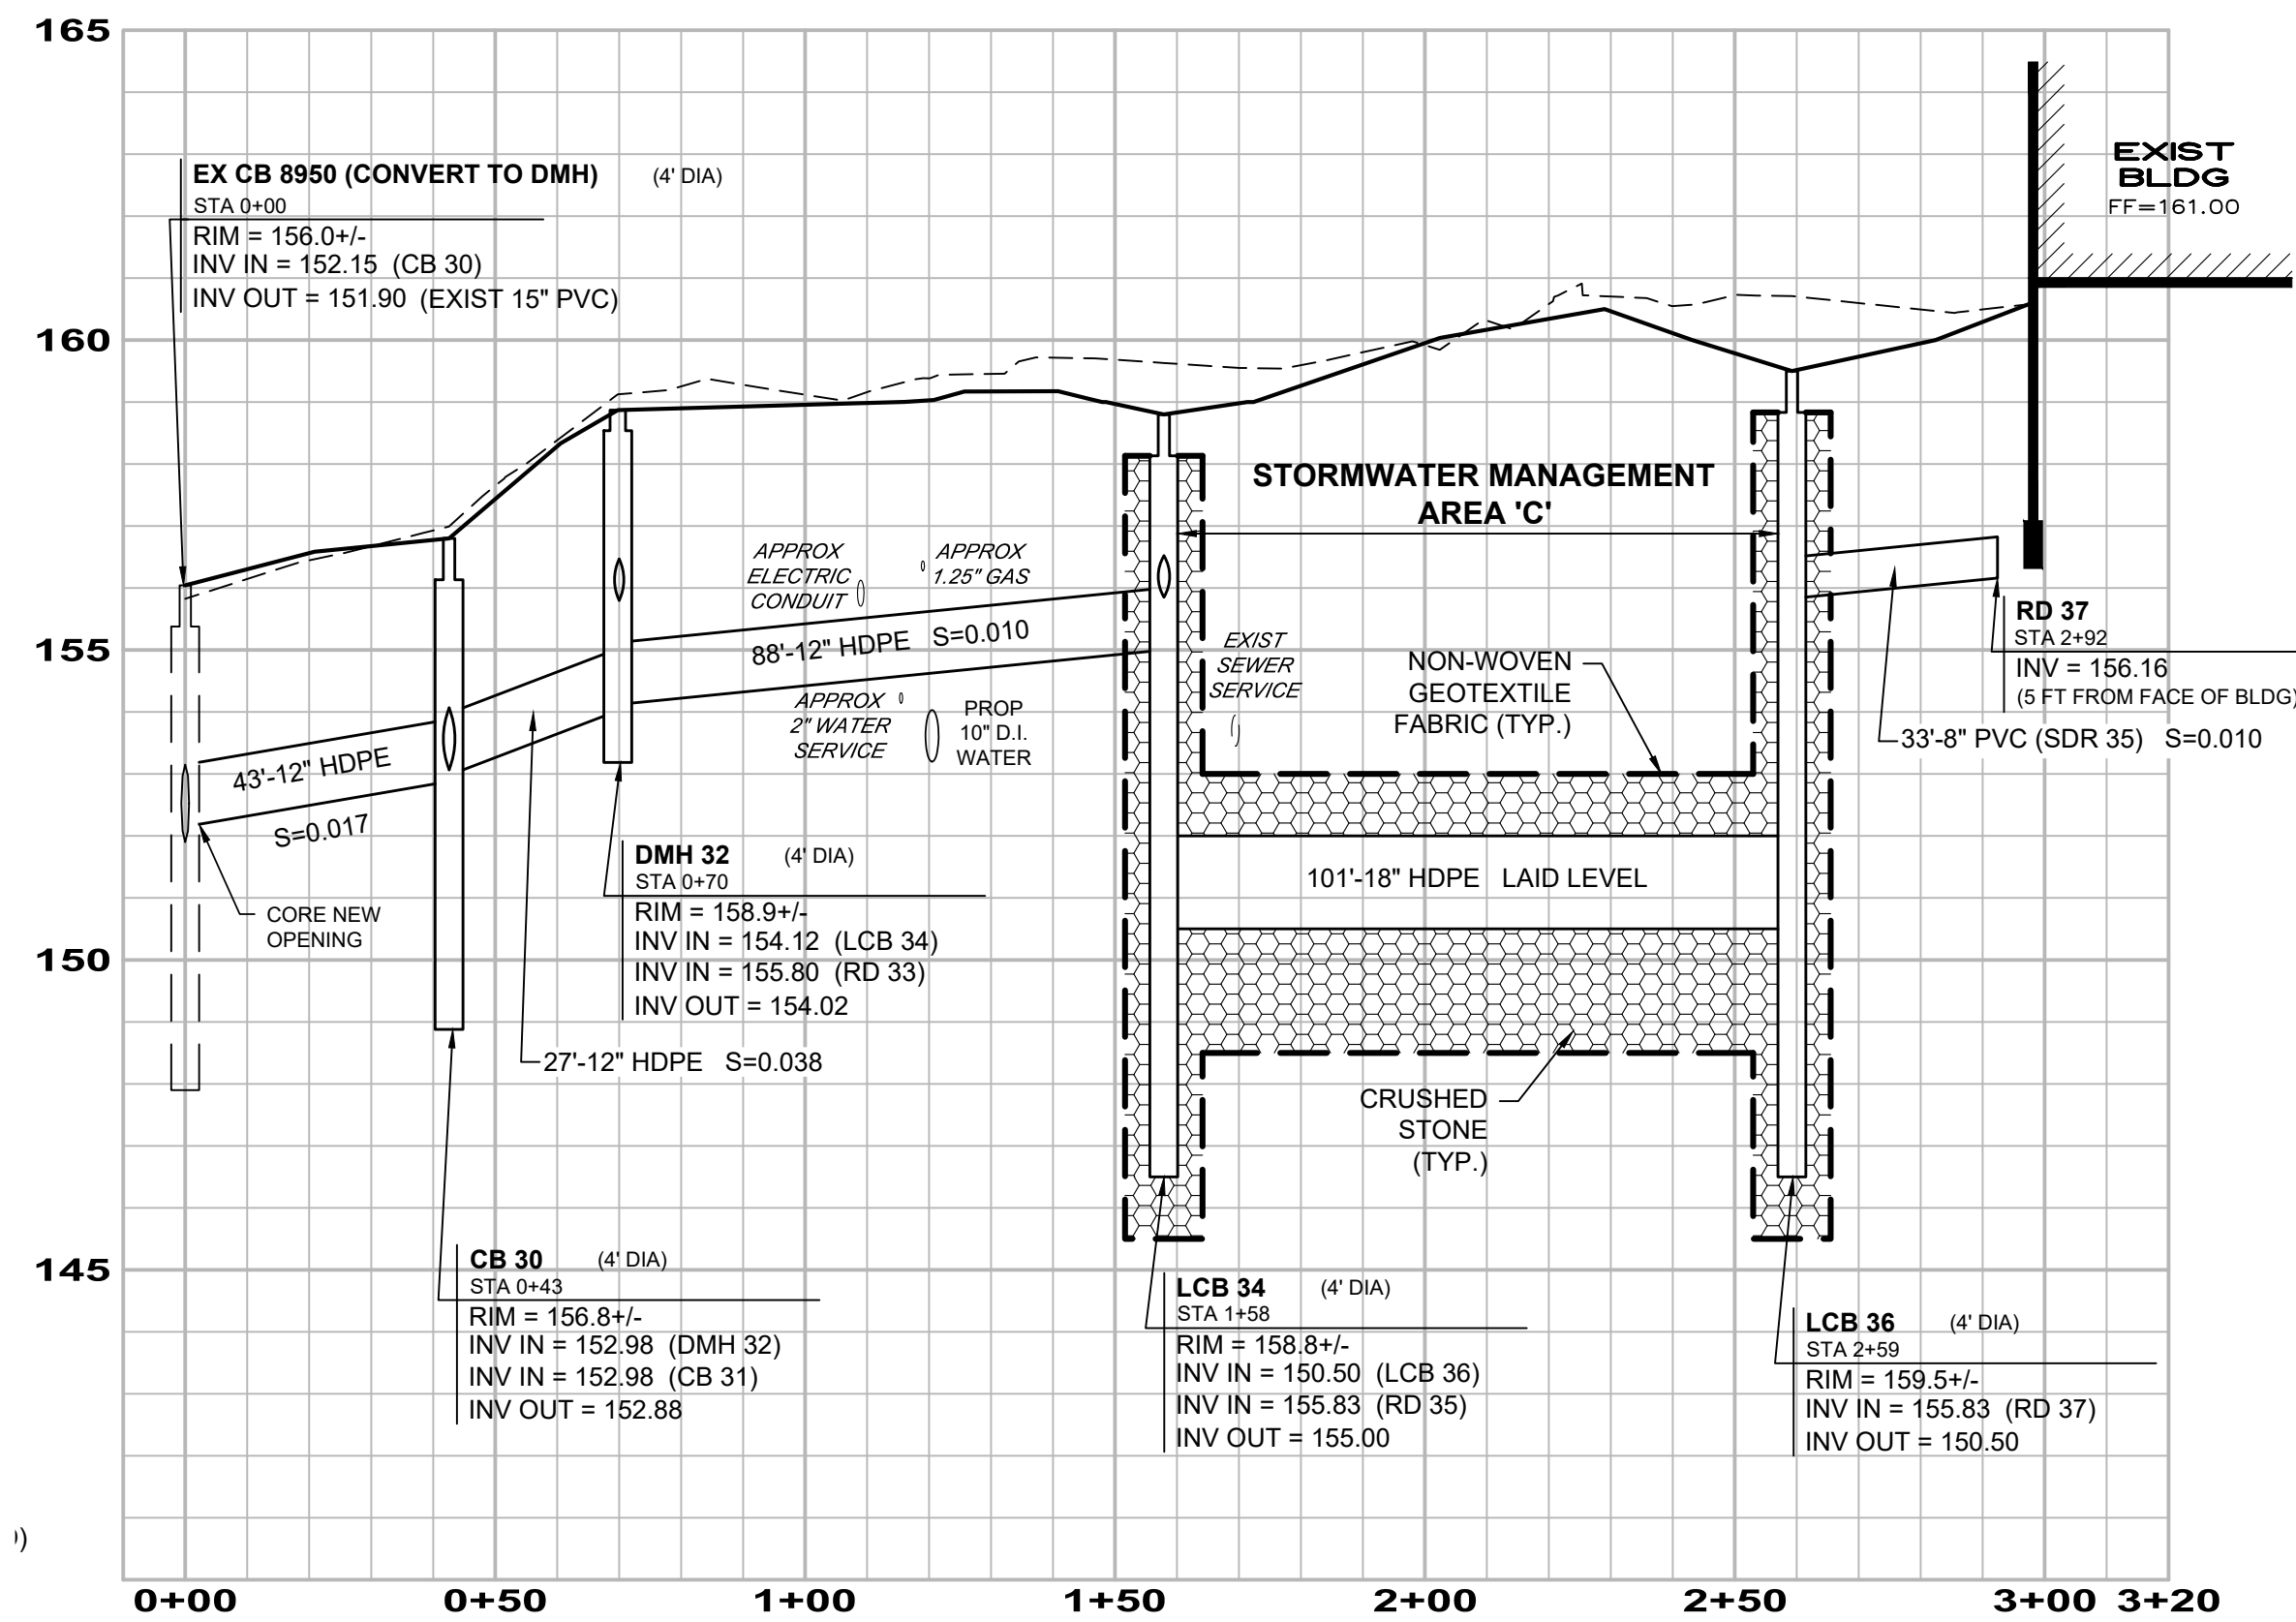 165
160
155
150
145
EX CB 8950 (CONVERT TO DMH) (4' DIA)
STA 0+00
RIM = 156.0+/-
INV IN = 152.15 (CB 30)
INV OUT = 151.90 (EXIST 15" PVC)
EXIST
BLDG
FF=161.00
STORMWATER MANAGEMENT
AREA 'C'
APPROX
ELECTRIC
CONDUIT
APPROX
1.25" GAS
88'-12" HDPE S=0.010
APPROX
2" WATER
SERVICE
PROP
10" D.I.
WATER
EXIST
SEWER
SERVICE
NON-WOVEN
GEOTEXTILE
FABRIC (TYP.)
RD 37
STA 2+92
INV = 156.16
(5 FT FROM FACE OF BLDG)
33'-8" PVC (SDR 35) S=0.010
43'-12" HDPE
S=0.017
CORE NEW
OPENING
DMH 32 (4' DIA)
STA 0+70
RIM = 158.9+/-
INV IN = 154.12 (LCB 34)
INV IN = 155.80 (RD 33)
INV OUT = 154.02
27'-12" HDPE S=0.038
101'-18" HDPE LAID LEVEL
CRUSHED
STONE
(TYP.)
CB 30 (4' DIA)
STA 0+43
RIM = 156.8+/-
INV IN = 152.98 (DMH 32)
INV IN = 152.98 (CB 31)
INV OUT = 152.88
LCB 34 (4' DIA)
STA 1+58
RIM = 158.8+/-
INV IN = 150.50 (LCB 36)
INV IN = 155.83 (RD 35)
INV OUT = 155.00
LCB 36 (4' DIA)
STA 2+59
RIM = 159.5+/-
INV IN = 155.83 (RD 37)
INV OUT = 150.50
0+00 0+50 1+00 1+50 2+00 2+50 3+00 3+20